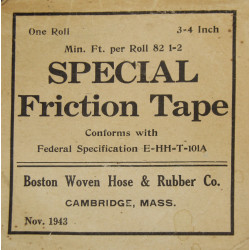 One Roll 3-4 Inch
Min. Ft. per Roll 82 1-2
SPECIAL
Friction Tape
Conforms with
Federal Specification E-HH-T-101A
Boston Woven Hose & Rubber Co.
CAMBRIDGE, MASS.
Nov. 1943